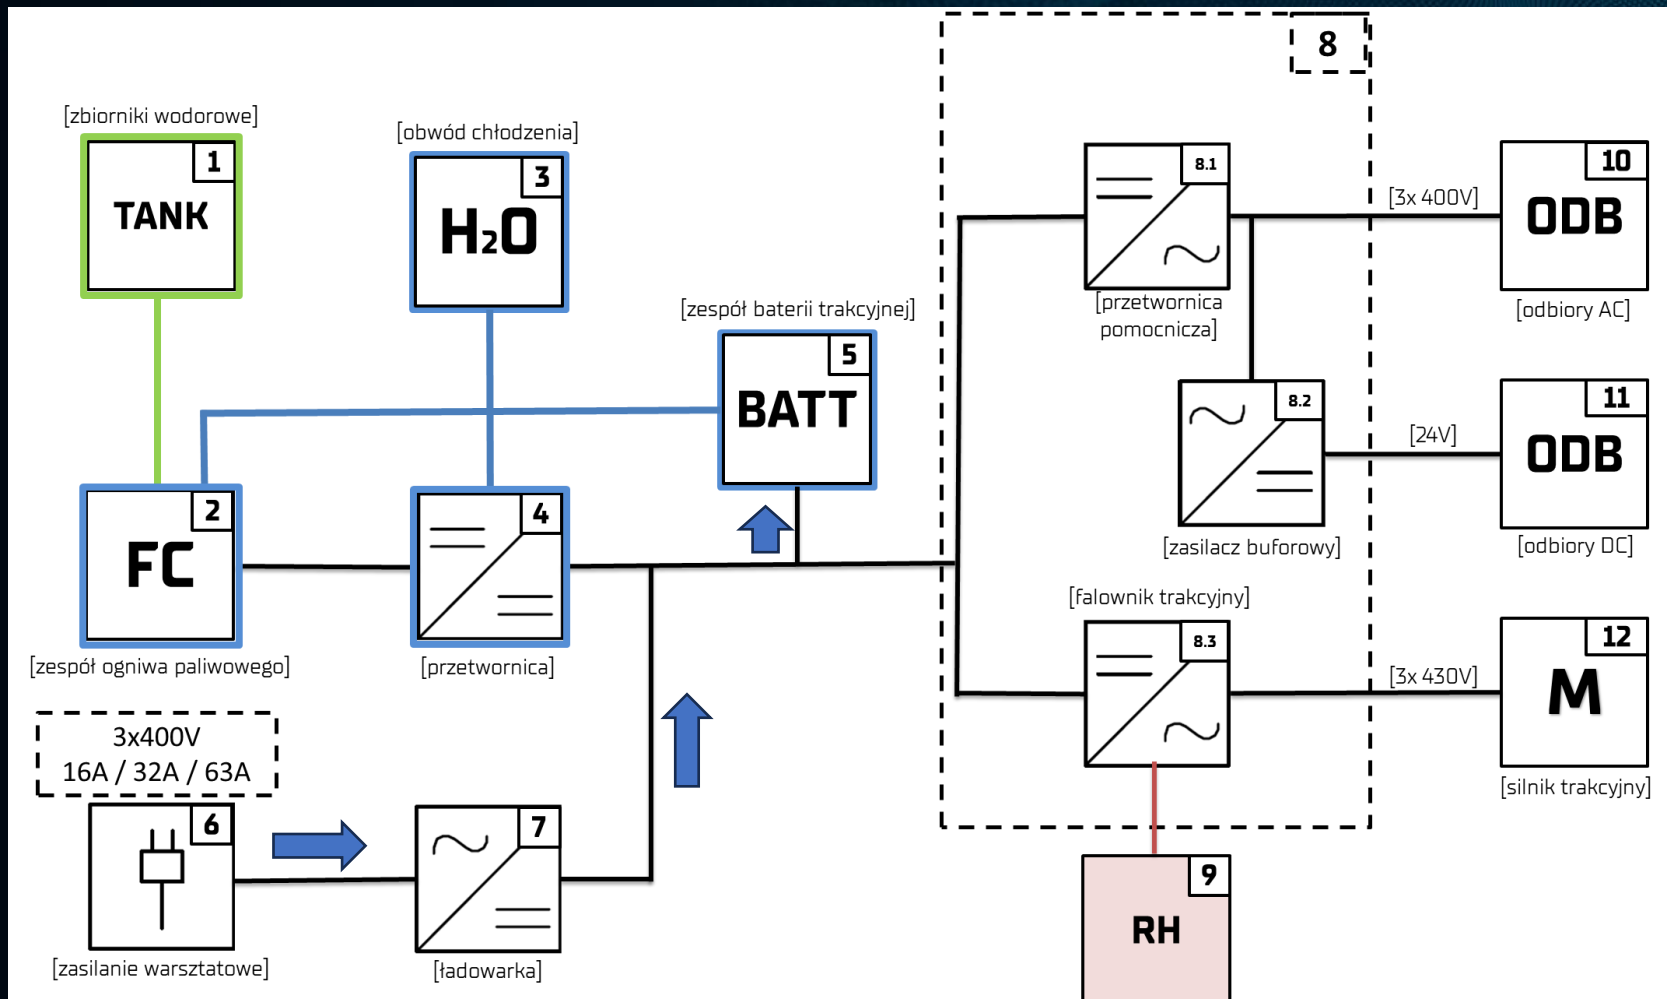 8
[zbiorniki wodorowe]
1
TANK
[obwód chłodzenia]
3
H₂O
8.1
[3x 400V]
10
ODB
[przetwornica
pomocnicza]
[odbiory AC]
[zespół baterii trakcyjnej]
5
BATT
8.2
[24V]
11
ODB
2
FC
4
[zasilacz buforowy]
[odbiory DC]
[zespół ogniwa paliwowego]
[przetwornica]
[falownik trakcyjny]
8.3
[3x 430V]
12
M
3x400V
16A / 32A / 63A
[silnik trakcyjny]
6
7
9
RH
[zasilanie warsztatowe]
[ładowarka]